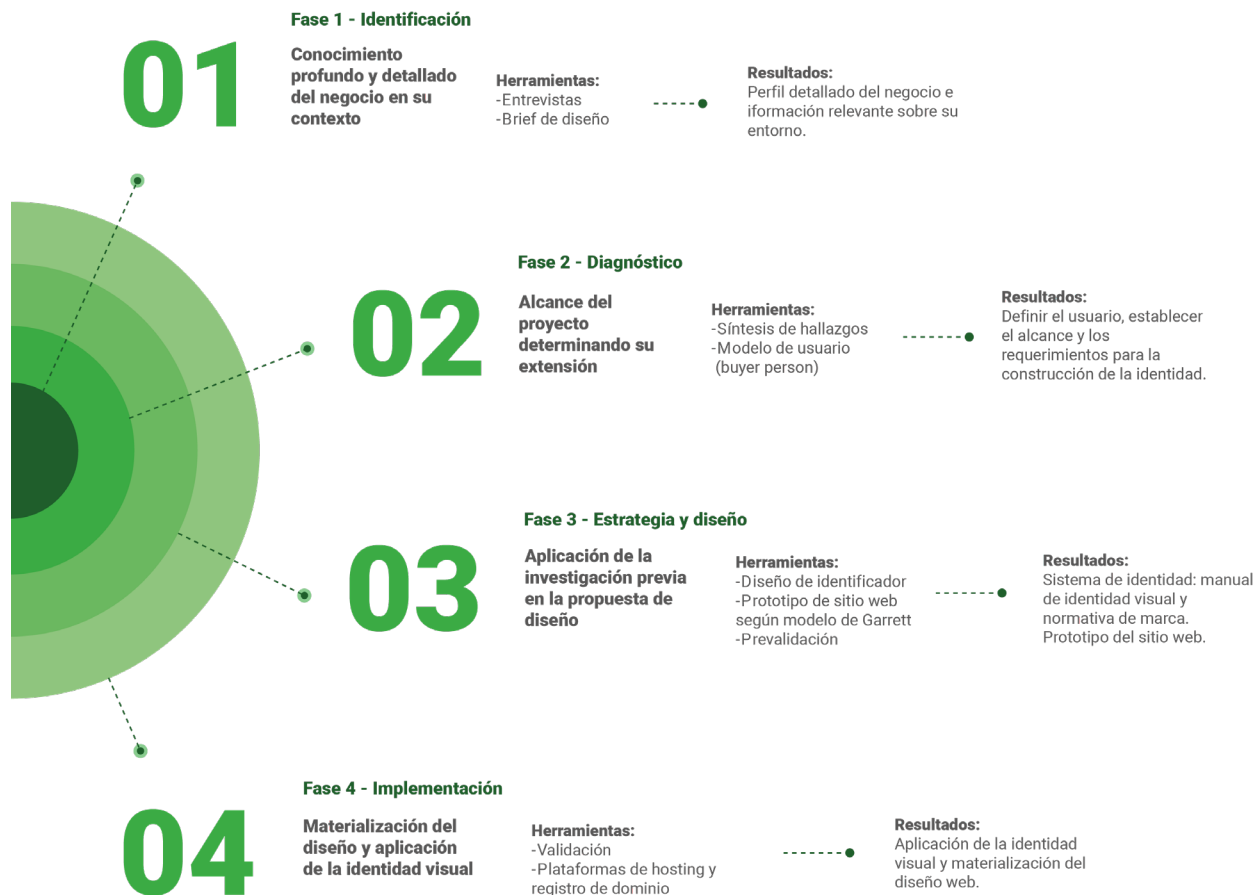 Fase 1 - Identificación
01
Conocimiento
profundo y detallado
del negocio en su
contexto
Herramientas:
-Entrevistas
-Brief de diseño
Resultados:
Perfil detallado del negocio e
iformación relevante sobre su
entorno.
Fase 2 - Diagnóstico
02
Alcance del
proyecto
determinando su
extensión
Herramientas:
-Síntesis de hallazgos
-Modelo de usuario
(buyer person)
Resultados:
Definir el usuario, establecer
el alcance y los
requerimientos para la
construcción de la identidad.
Fase 3 - Estrategia y diseño
03
Aplicación de la
investigación previa
en la propuesta de
diseño
Herramientas:
-Diseño de identificador
-Prototipo de sitio web
según modelo de Garrett
-Prevalidación
Resultados:
Sistema de identidad: manual
de identidad visual y
normativa de marca.
Prototipo del sitio web.
Fase 4 - Implementación
04
Materialización del
diseño y aplicación
de la identidad visual
Herramientas:
-Validación
-Plataformas de hosting y
registro de dominio
Resultados:
Aplicación de la identidad
visual y materialización del
diseño web.